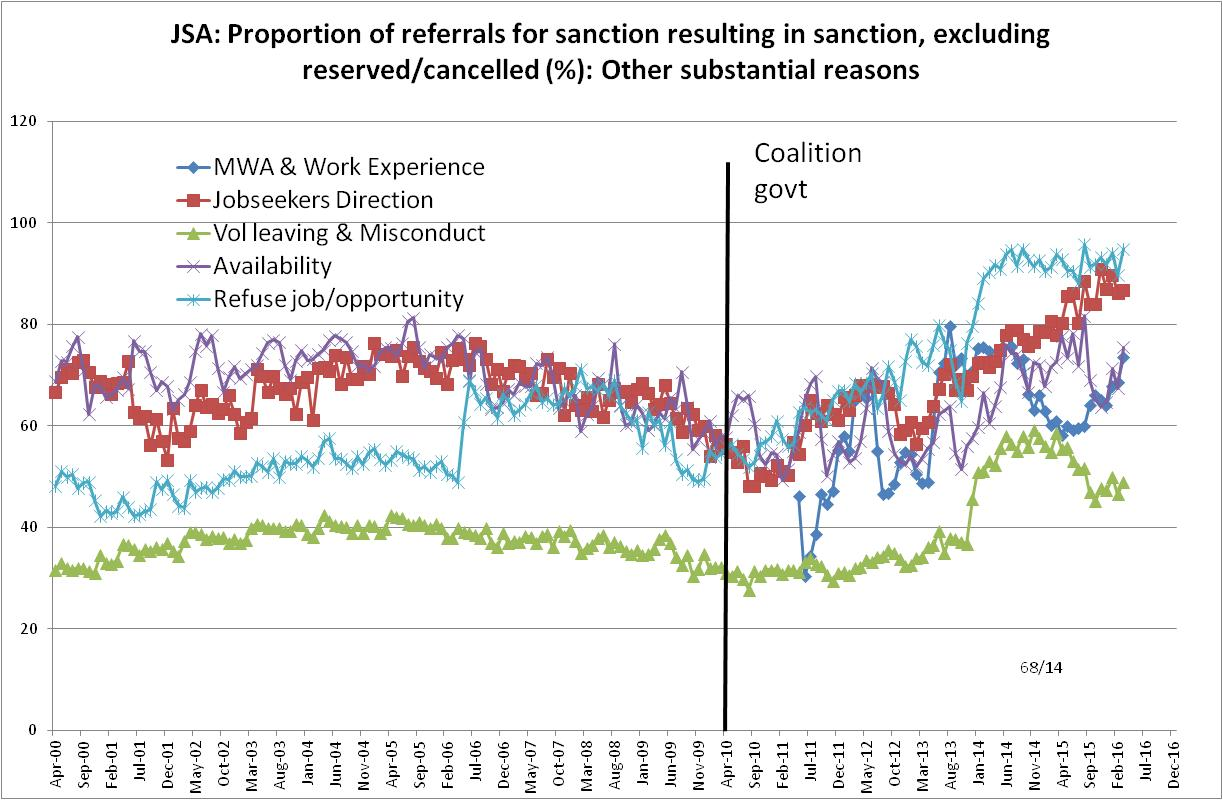 JSA: Proportion of referrals for sanction resulting in sanction, excluding
reserved/cancelled (%): Other substantial reasons
120
100
80
60
40
20
0
MWA & Work Experience
Jobseekers Direction
Vol leaving & Misconduct
Availability
Refuse job/opportunity
Coalition
govt
68/14
Apr-00
Sep-00
Feb-01
Jul-01
Dec-01
May-02
Oct-02
Mar-03
Aug-03
Jan-04
Jun-04
Nov-04
Apr-05
Sep-05
Feb-06
Jul-06
Dec-06
May-07
Oct-07
Mar-08
Aug-08
Jan-09
Jun-09
Nov-09
Apr-10
Sep-10
Feb-11
Jul-11
Dec-11
May-12
Oct-12
Mar-13
Aug-13
Jan-14
Jun-14
Nov-14
Apr-15
Sep-15
Feb-16
Jul-16
Dec-16